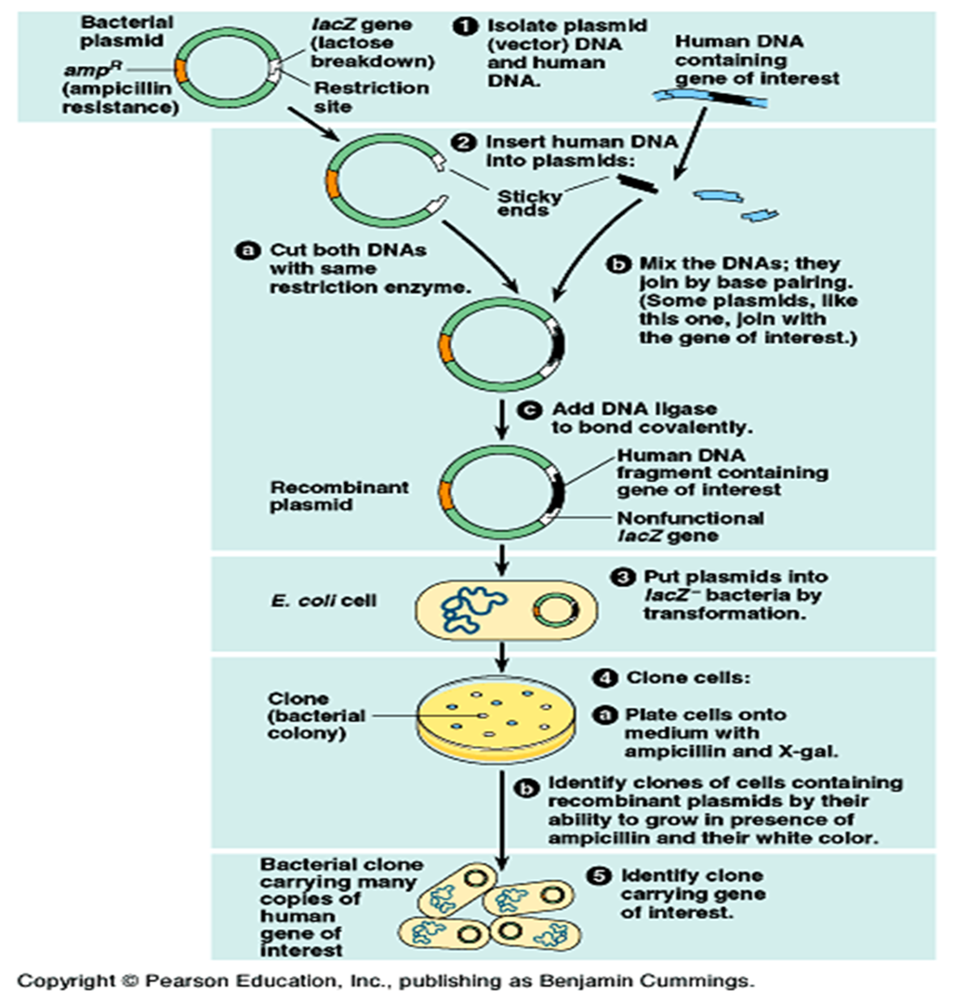 Bacterial
plasmid
ampR
(ampicillin
resistance)
lacZ gene
(lactose
breakdown)
Restriction
site
1 Isolate plasmid
(vector) DNA
and human
DNA.
Human DNA
containing
gene of interest
2 Insert human DNA
into plasmids:
Sticky
ends
a Cut both DNAs
with same
restriction enzyme.
b Mix the DNAs; they
join by base pairing.
(Some plasmids, like
this one, join with
the gene of interest.)
c Add DNA ligase
to bond covalently.
Recombinant
plasmid
Human DNA
fragment containing
gene of interest
Nonfunctional
lacZ gene
E. coli cell
3 Put plasmids into
lacZ– bacteria by
transformation.
Clone
(bacterial
colony)
4 Clone cells:
a Plate cells onto
medium with
ampicillin and X-gal.
b Identify clones of cells containing
recombinant plasmids by their
ability to grow in presence of
ampicillin and their white color.
Bacterial clone
carrying many
copies of
human
gene of
interest
5 Identify clone
carrying gene
of interest.
Copyright © Pearson Education, Inc., publishing as Benjamin Cummings.